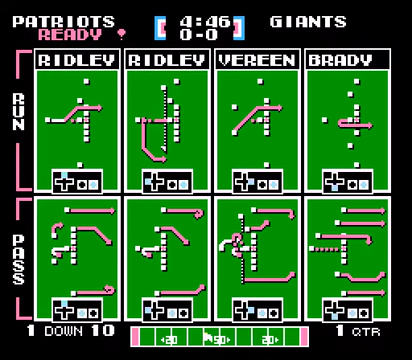 PATRIOTS 4:46 GIANTS
READY 0-0
RIDLEY RIDLEY VEREEN BRADY
RUN
PASS
1 DOWN 10 1 QTR
20 50 20